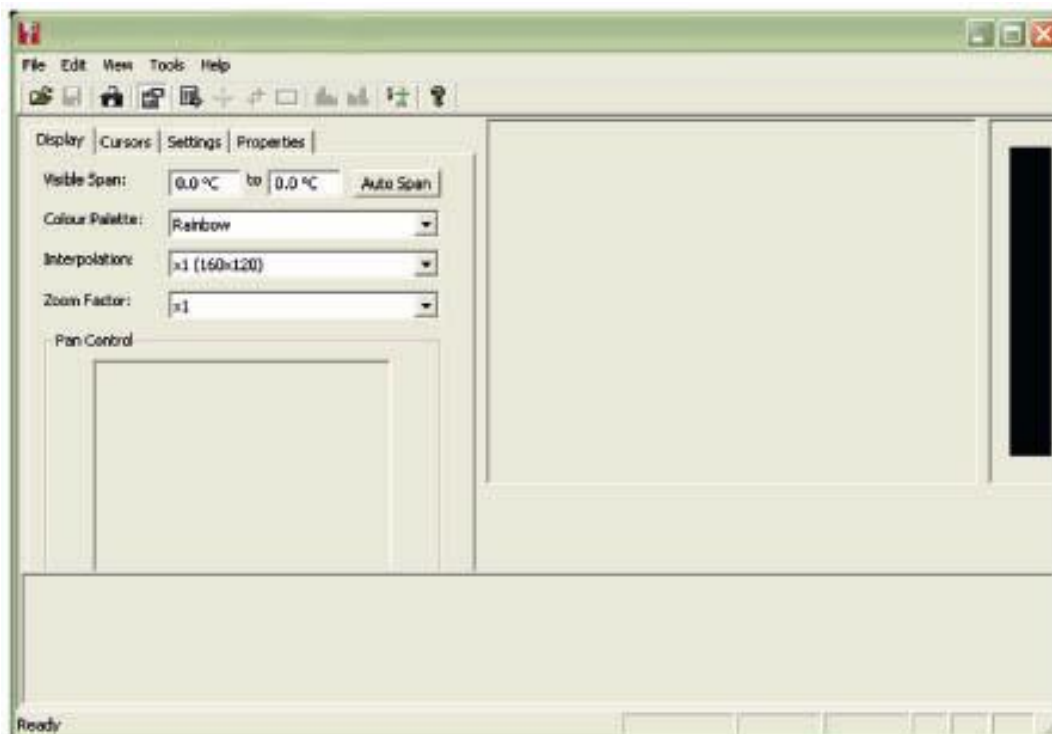 File Edit View Tools Help
Display Cursors Settings Properties
Visible Span: 0.0 °C to 0.0 °C Auto Span
Colour Palette: Rainbow
Interpolation: x1 (160x120)
Zoom Factor: x1
Pan Control
Ready